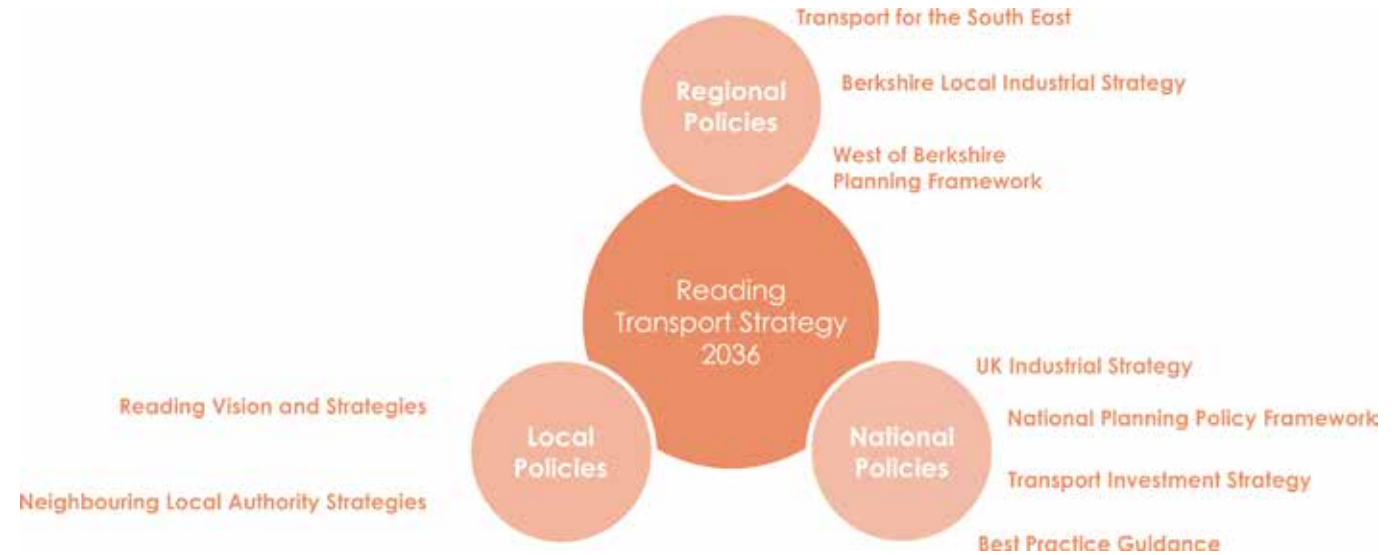 Transport for the South East
Regional
Policies
Berkshire Local Industrial Strategy
West of Berkshire
Planning Framework
Reading
Transport Strategy
2036
UK Industrial Strategy
Reading Vision and Strategies
National Planning Policy Framework
Local
Policies
National
Policies
Transport Investment Strategy
Neighbouring Local Authority Strategies
Best Practice Guidance